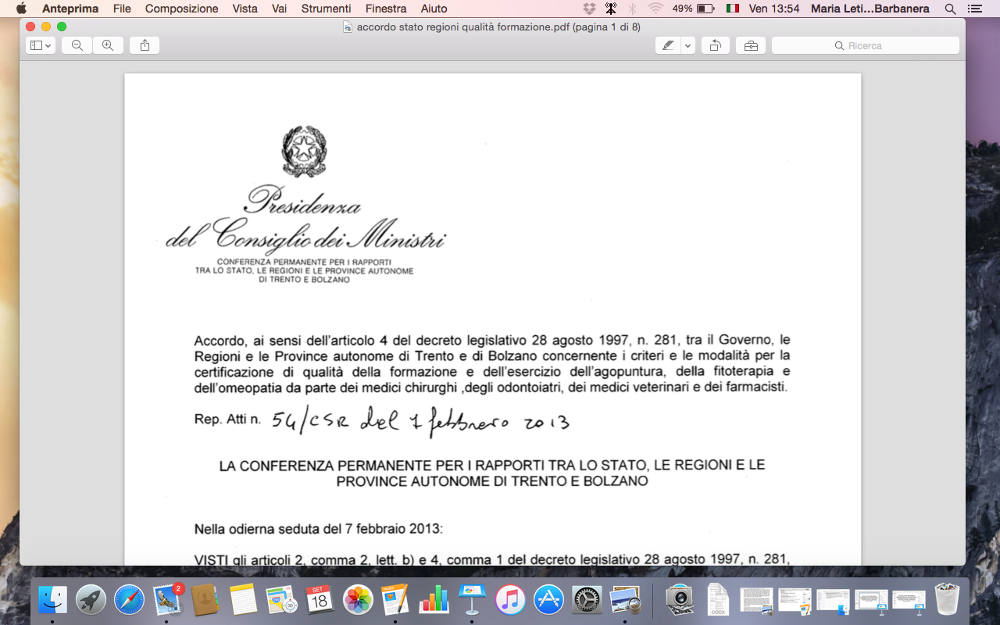 Anteprima File Composizione Vista Vai Strumenti Finestra Aiuto 49% Ven 13:54 Maria Leti...Barbanera
accordo stato regioni qualità formazione.pdf (pagina 1 di 8)
Ricerca
Presidenza
del Consiglio dei Ministri
CONFERENZA PERMANENTE PER I RAPPORTI
TRA LO STATO, LE REGIONI E LE PROVINCE AUTONOME
DI TRENTO E BOLZANO
Accordo, ai sensi dell'articolo 4 del decreto legislativo 28 agosto 1997, n. 281, tra il Governo, le
Regioni e le Province autonome di Trento e di Bolzano concernente i criteri e le modalità per la
certificazione di qualità della formazione e dell'esercizio dell'agopuntura, della fitoterapia e
dell'omeopatia da parte dei medici chirurghi ,degli odontoiatri, dei medici veterinari e dei farmacisti.
Rep. Atti n. 54/CSR del 7 febbraio 2013
LA CONFERENZA PERMANENTE PER I RAPPORTI TRA LO STATO, LE REGIONI E LE
PROVINCE AUTONOME DI TRENTO E BOLZANO
Nella odierna seduta del 7 febbraio 2013:
VISTI gli articoli 2, comma 2, lett. b) e 4, comma 1 del decreto legislativo 28 agosto 1997, n. 281,
2
SET
18
PAGES
DOCX